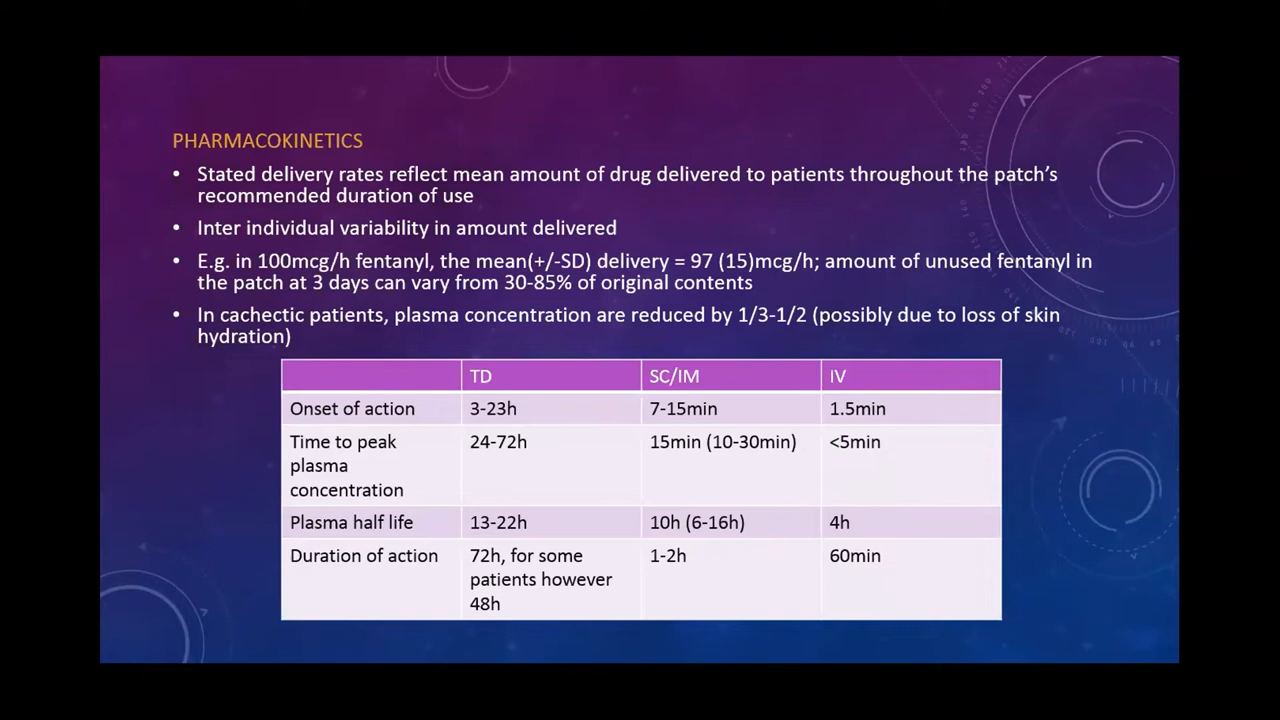 PHARMACOKINETICS
• Stated delivery rates reflect mean amount of drug delivered to patients throughout the patch's
recommended duration of use
• Inter individual variability in amount delivered
• E.g. in 100mcg/h fentanyl, the mean(+/-SD) delivery = 97 (15)mcg/h; amount of unused fentanyl in
the patch at 3 days can vary from 30-85% of original contents
• In cachectic patients, plasma concentration are reduced by 1/3-1/2 (possibly due to loss of skin
hydration)
TD SC/IM IV
Onset of action 3-23h 7-15min 1.5min
Time to peak 24-72h 15min (10-30min) <5min
plasma
concentration
Plasma half life 13-22h 10h (6-16h) 4h
Duration of action 72h, for some 1-2h 60min
patients however
48h